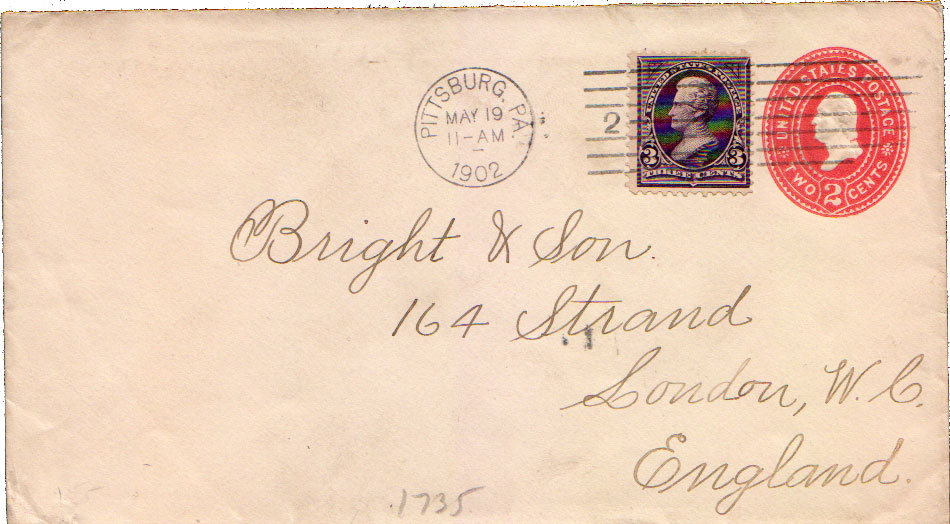 PITTSBURG, PA.
MAY 19
11-AM
1902
2
UNITED STATES POSTAGE
3 3
THREE CENTS
UNITED STATES POSTAGE
TWO 2 CENTS
Bright & Son.
164 Strand
London, W. C.
England.
1735